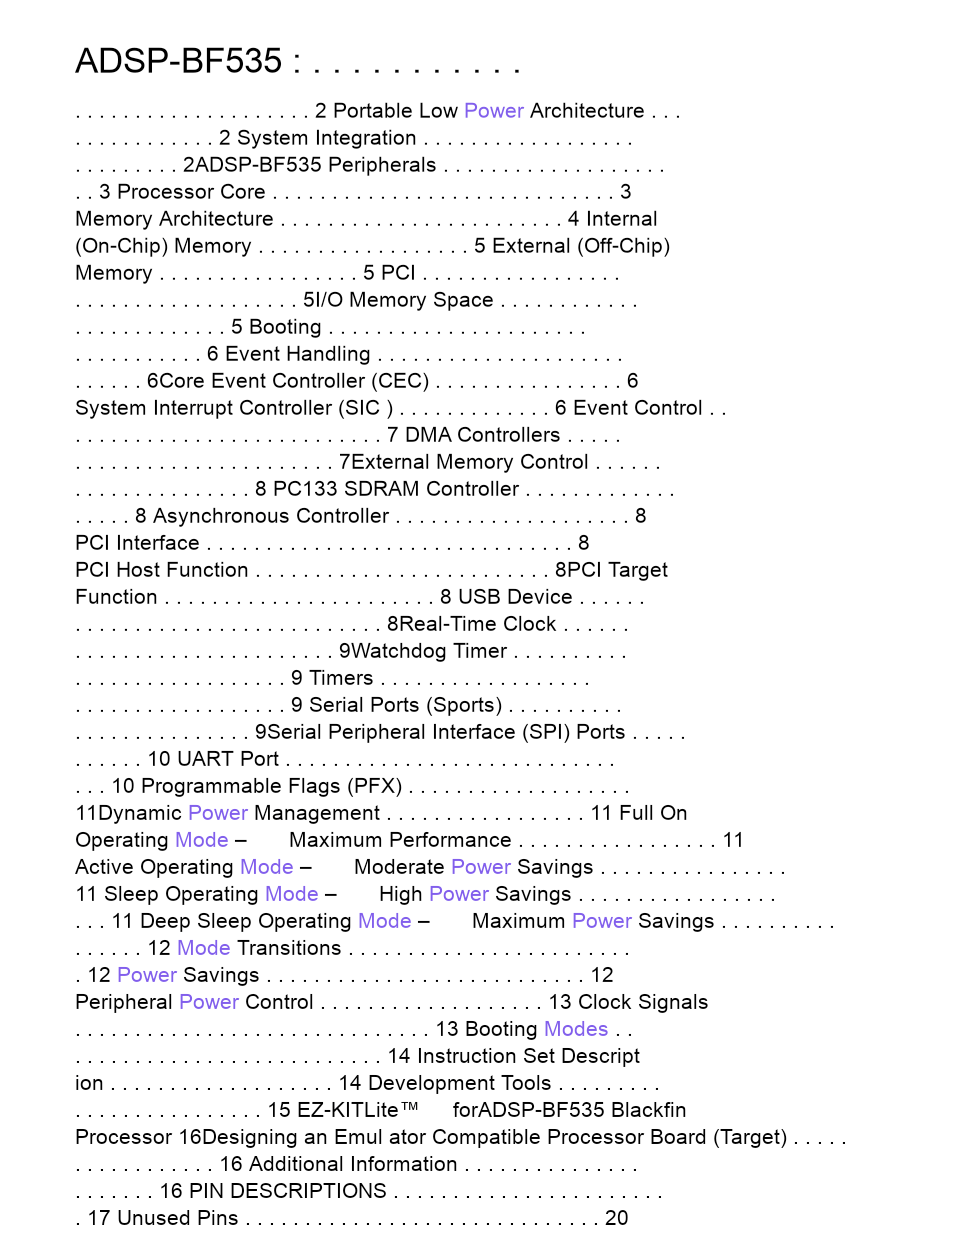 ADSP-BF535 : . . . . . . . . . . .
. . . . . . . . . . . . . . . . . . . . 2 Portable Low Power Architecture . . .
. . . . . . . . . . . . 2 System Integration . . . . . . . . . . . . . . . . . .
. . . . . . . . . 2ADSP-BF535 Peripherals . . . . . . . . . . . . . . . . . . .
. . 3 Processor Core . . . . . . . . . . . . . . . . . . . . . . . . . . . . . 3
Memory Architecture . . . . . . . . . . . . . . . . . . . . . . . . 4 Internal
(On-Chip) Memory . . . . . . . . . . . . . . . . . . 5 External (Off-Chip)
Memory . . . . . . . . . . . . . . . . . 5 PCI . . . . . . . . . . . . . . . . .
. . . . . . . . . . . . . . . . . . . 5I/O Memory Space . . . . . . . . . . . .
. . . . . . . . . . . . . 5 Booting . . . . . . . . . . . . . . . . . . . . . .
. . . . . . . . . . . 6 Event Handling . . . . . . . . . . . . . . . . . . . . .
. . . . . . 6Core Event Controller (CEC) . . . . . . . . . . . . . . . . 6
System Interrupt Controller (SIC ) . . . . . . . . . . . . . 6 Event Control . .
. . . . . . . . . . . . . . . . . . . . . . . . . . 7 DMA Controllers . . . . .
. . . . . . . . . . . . . . . . . . . . . . 7External Memory Control . . . . . .
. . . . . . . . . . . . . . . 8 PC133 SDRAM Controller . . . . . . . . . . . . .
. . . . . 8 Asynchronous Controller . . . . . . . . . . . . . . . . . . . . 8
PCI Interface . . . . . . . . . . . . . . . . . . . . . . . . . . . . . . . 8
PCI Host Function . . . . . . . . . . . . . . . . . . . . . . . . . 8PCI Target
Function . . . . . . . . . . . . . . . . . . . . . . . 8 USB Device . . . . . .
. . . . . . . . . . . . . . . . . . . . . . . . . . 8Real-Time Clock . . . . . .
. . . . . . . . . . . . . . . . . . . . . . 9Watchdog Timer . . . . . . . . . .
. . . . . . . . . . . . . . . . . . 9 Timers . . . . . . . . . . . . . . . . . .
. . . . . . . . . . . . . . . . . . 9 Serial Ports (Sports) . . . . . . . . . .
. . . . . . . . . . . . . . . 9Serial Peripheral Interface (SPI) Ports . . . . .
. . . . . . 10 UART Port . . . . . . . . . . . . . . . . . . . . . . . . . . . .
. . . 10 Programmable Flags (PFX) . . . . . . . . . . . . . . . . . . .
11Dynamic Power Management . . . . . . . . . . . . . . . . . 11 Full On
Operating Mode – Maximum Performance . . . . . . . . . . . . . . . . . 11
Active Operating Mode – Moderate Power Savings . . . . . . . . . . . . . . . .
11 Sleep Operating Mode – High Power Savings . . . . . . . . . . . . . . . . .
. . . 11 Deep Sleep Operating Mode – Maximum Power Savings . . . . . . . . . .
. . . . . . 12 Mode Transitions . . . . . . . . . . . . . . . . . . . . . . . .
. 12 Power Savings . . . . . . . . . . . . . . . . . . . . . . . . . . . 12
Peripheral Power Control . . . . . . . . . . . . . . . . . . . 13 Clock Signals
. . . . . . . . . . . . . . . . . . . . . . . . . . . . . . 13 Booting Modes . .
. . . . . . . . . . . . . . . . . . . . . . . . . . 14 Instruction Set Descript
ion . . . . . . . . . . . . . . . . . . . 14 Development Tools . . . . . . . . .
. . . . . . . . . . . . . . . . 15 EZ-KITLite™ forADSP-BF535 Blackfin
Processor 16Designing an Emul ator Compatible Processor Board (Target) . . . . .
. . . . . . . . . . . . 16 Additional Information . . . . . . . . . . . . . . .
. . . . . . . 16 PIN DESCRIPTIONS . . . . . . . . . . . . . . . . . . . . . . .
. 17 Unused Pins . . . . . . . . . . . . . . . . . . . . . . . . . . . . . . 20